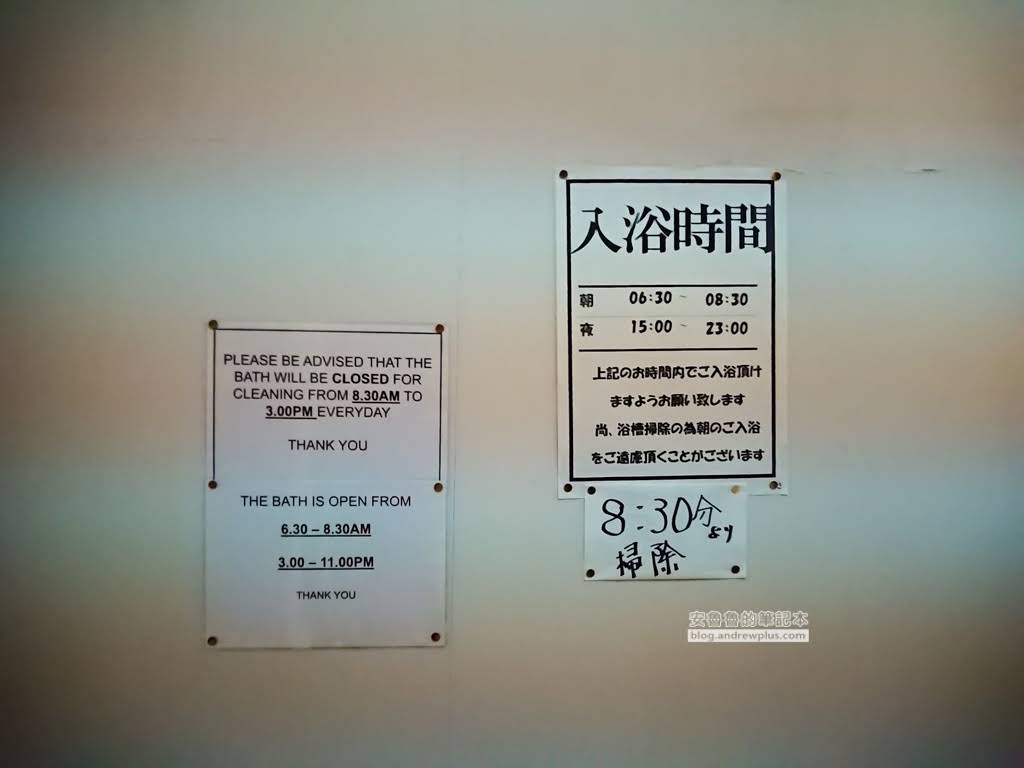 PLEASE BE ADVISED THAT THE
BATH WILL BE CLOSED FOR
CLEANING FROM 8.30AM TO
3.00PM EVERYDAY
THANK YOU
THE BATH IS OPEN FROM
6.30 – 8.30AM
3.00 – 11.00PM
THANK YOU
入浴時間
朝 06:30 ~ 08:30
夜 15:00 ~ 23:00
上記のお時間内でご入浴頂け
ますようお願い致します
尚、浴槽掃除の為朝のご入浴
をご遠慮頂くことがございます
8:30分
より
掃除
安魯魯的筆記本
blog.andrewplus.com